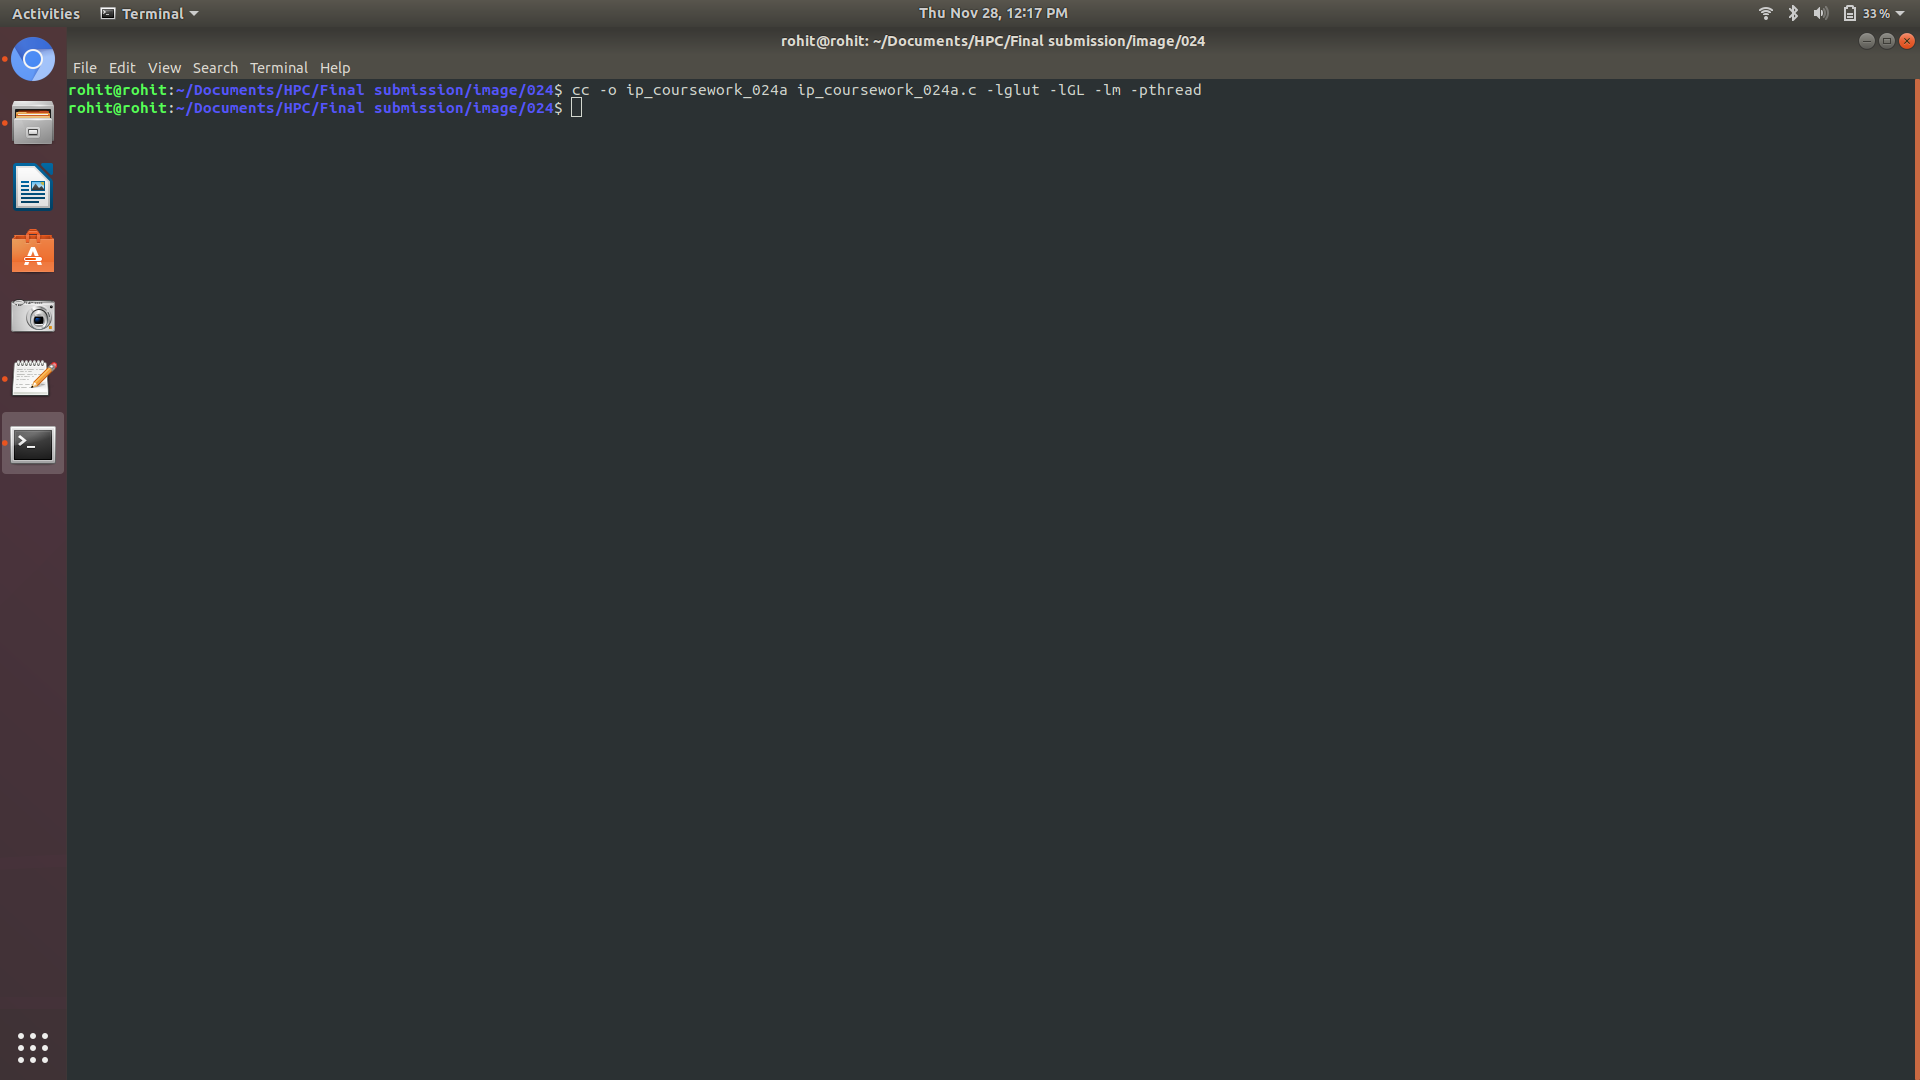 Activities Terminal Thu Nov 28, 12:17 PM 33 %
rohit@rohit: ~/Documents/HPC/Final submission/image/024
File Edit View Search Terminal Help
rohit@rohit:~/Documents/HPC/Final submission/image/024$ cc -o ip_coursework_024a ip_coursework_024a.c -lglut -lGL -lm -pthread
rohit@rohit:~/Documents/HPC/Final submission/image/024$